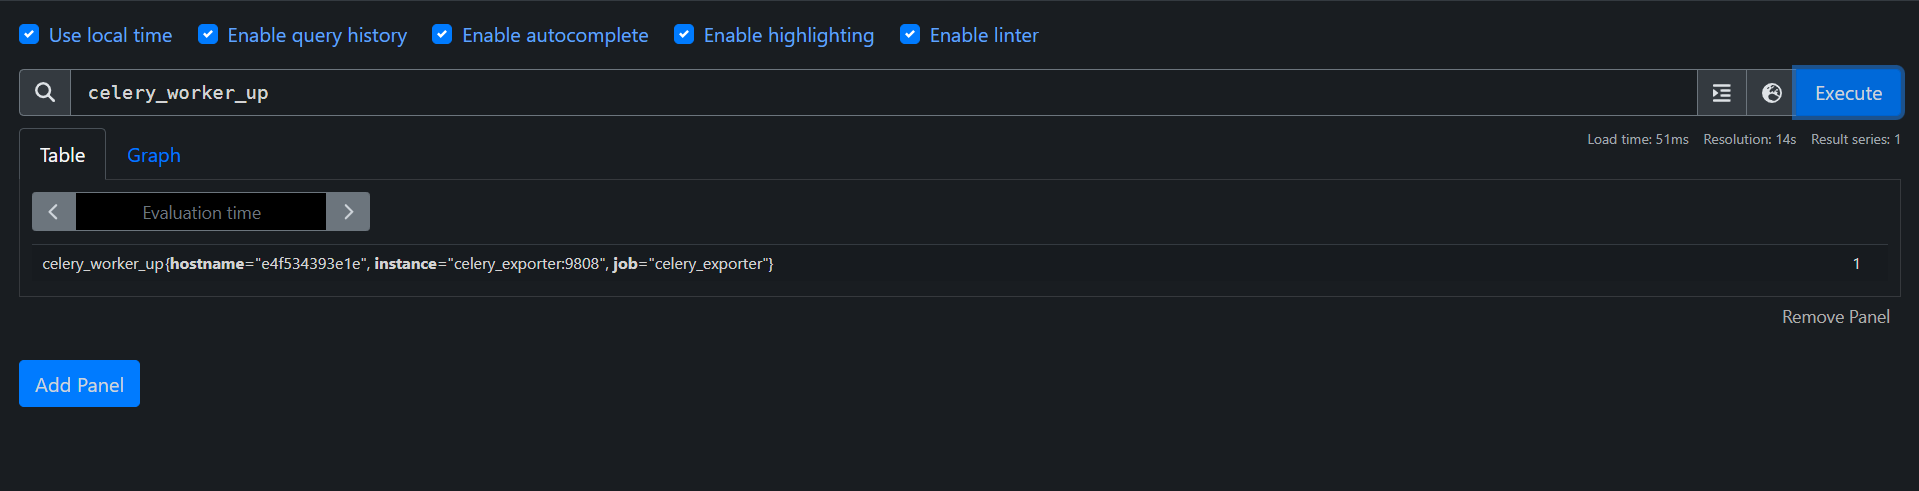 Use local time Enable query history Enable autocomplete Enable highlighting Enable linter
celery_worker_up Execute
Table Graph Load time: 51ms Resolution: 14s Result series: 1
Evaluation time
celery_worker_up{hostname="e4f534393e1e", instance="celery_exporter:9808", job="celery_exporter"} 1
Remove Panel
Add Panel